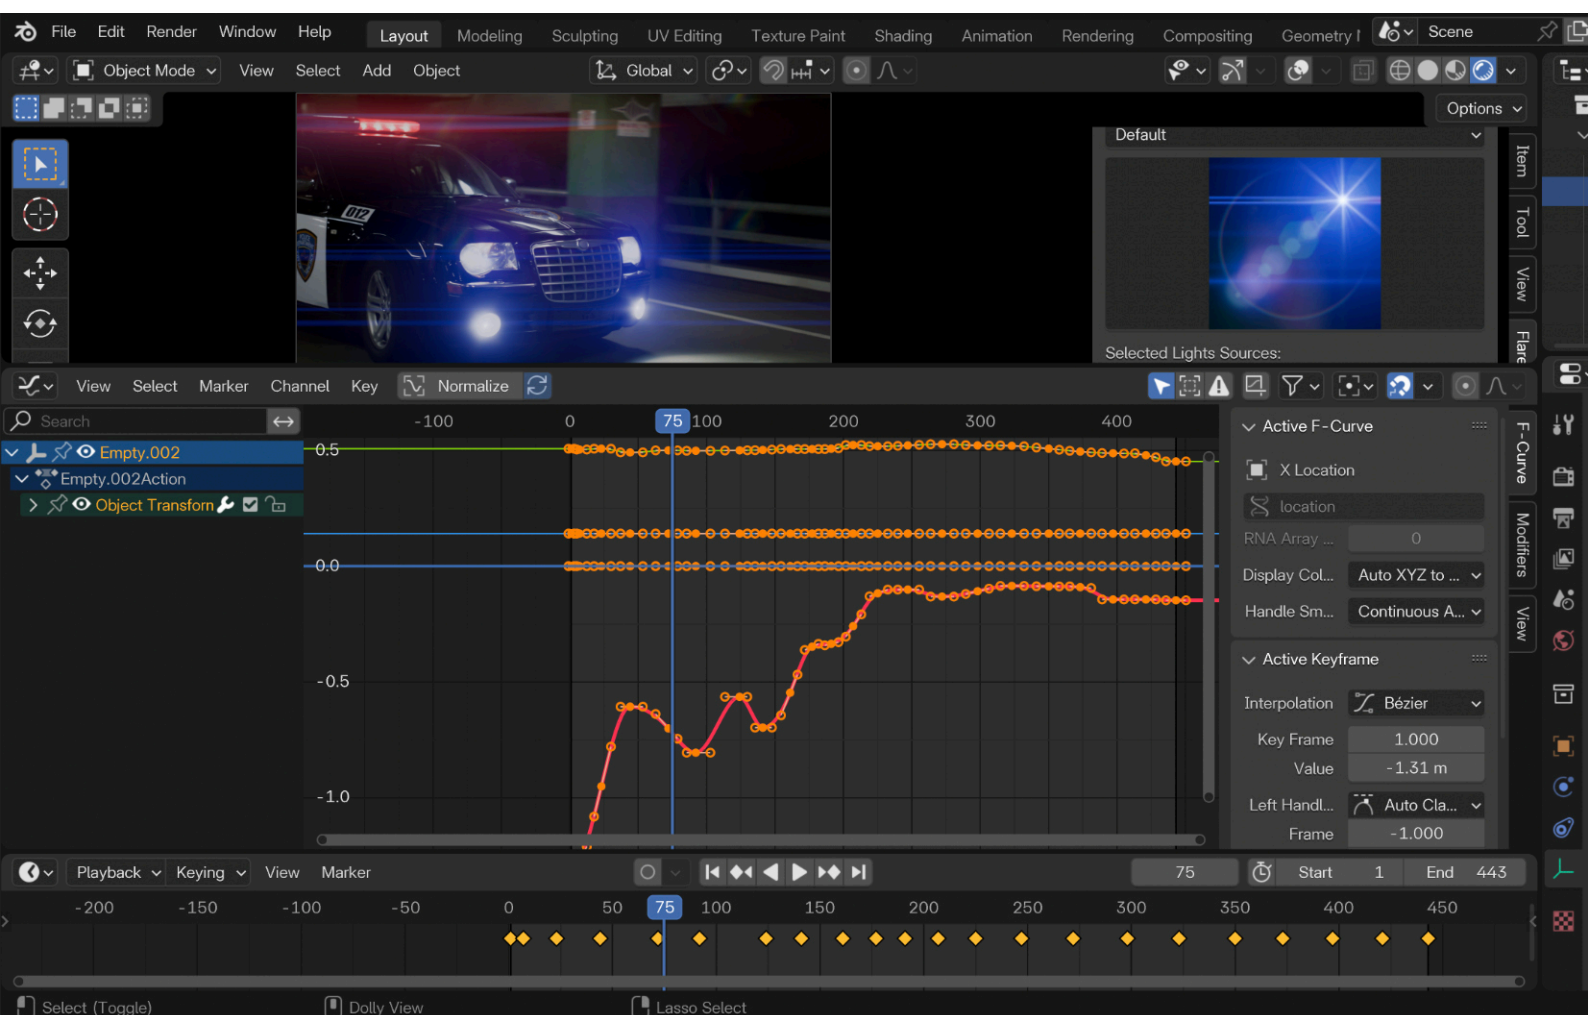 File Edit Render Window Help Layout Modeling Sculpting UV Editing Texture Paint Shading Animation Rendering Compositing Geometry Scene
Object Mode View Select Add Object Global
Options
Default
Item
Tool
View
Flare
012
Selected Lights Sources:
View Select Marker Channel Key Normalize
Search
-100 0 75 100 200 300 400
Empty.002
Empty.002Action
Object Transforn
0.5
0.0
-0.5
-1.0
Active F-Curve
X Location
location
RNA Array ... 0
Display Col... Auto XYZ to ...
Handle Sm... Continuous A...
Active Keyframe
Interpolation Bézier
Key Frame 1.000
Value -1.31 m
Left Handl... Auto Cla...
Frame -1.000
F-Curve
Modifiers
View
Playback Keying View Marker 75 Start 1 End 443
-200 -150 -100 -50 0 50 75 100 150 200 250 300 350 400 450
Select (Toggle) Dolly View Lasso Select